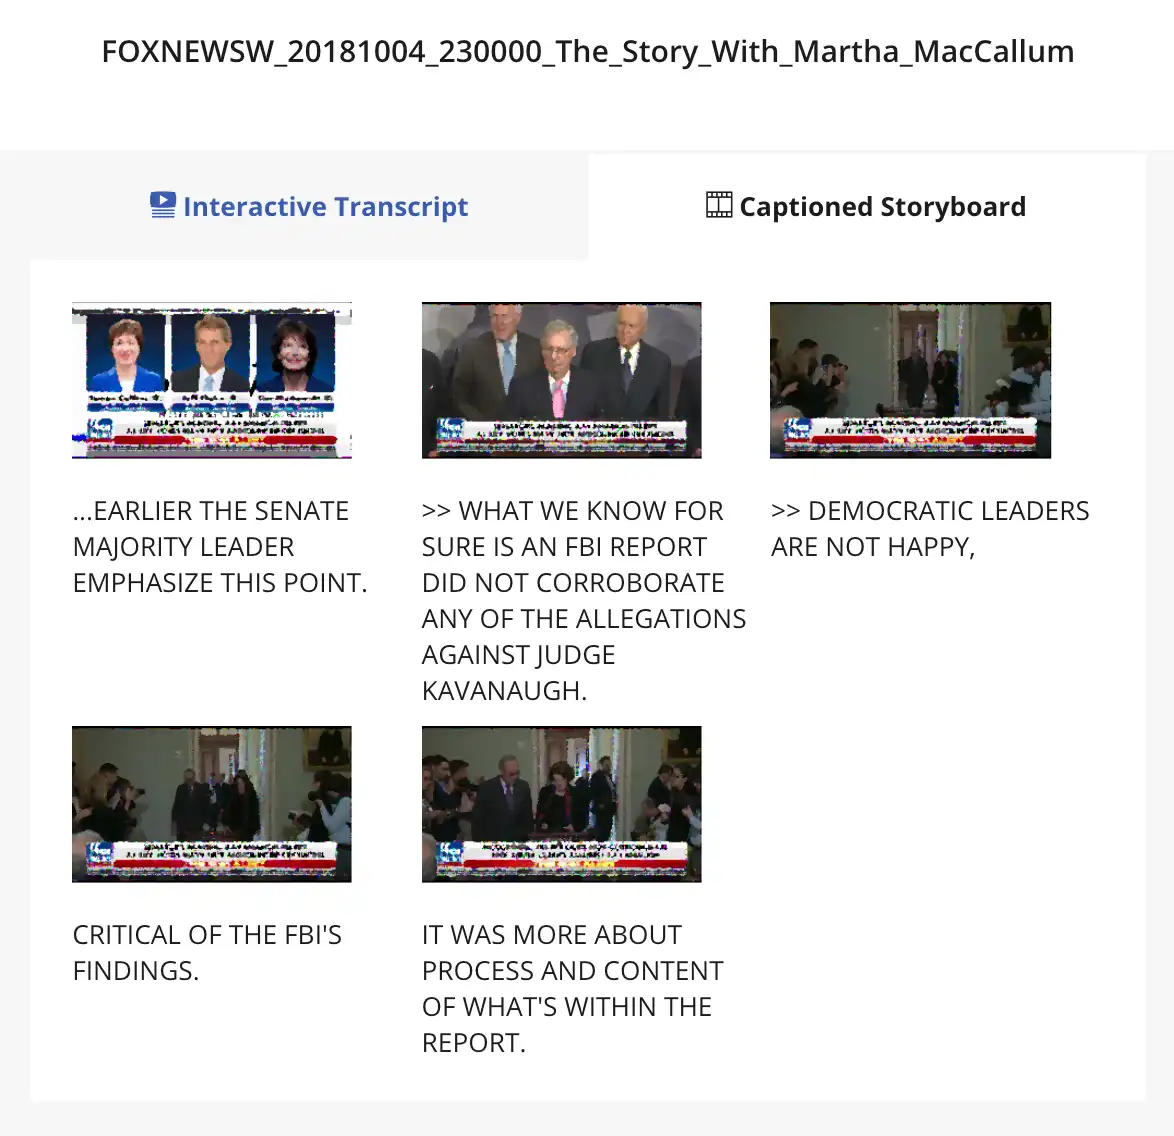 FOXNEWSW_20181004_230000_The_Story_With_Martha_MacCallum
Interactive Transcript
Captioned Storyboard
...EARLIER THE SENATE
MAJORITY LEADER
EMPHASIZE THIS POINT.
>> WHAT WE KNOW FOR
SURE IS AN FBI REPORT
DID NOT CORROBORATE
ANY OF THE ALLEGATIONS
AGAINST JUDGE
KAVANAUGH.
>> DEMOCRATIC LEADERS
ARE NOT HAPPY,
CRITICAL OF THE FBI'S
FINDINGS.
IT WAS MORE ABOUT
PROCESS AND CONTENT
OF WHAT'S WITHIN THE
REPORT.